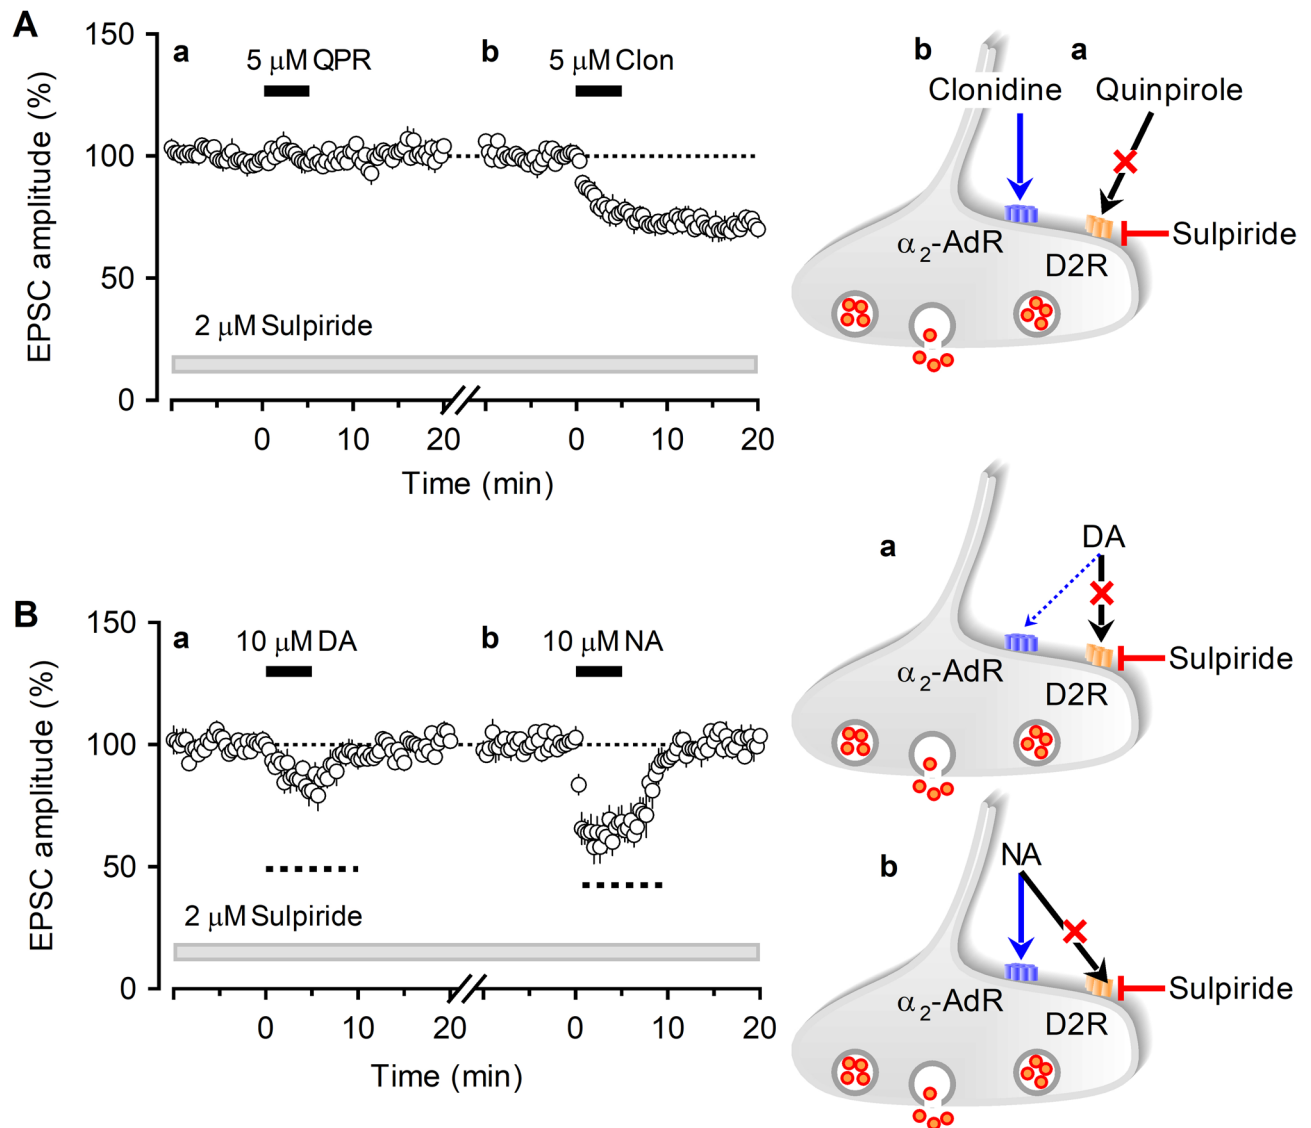 A
a
5 μM QPR
b
5 μM Clon
150
100
50
0
EPSC amplitude (%)
2 μM Sulpiride
0 10 20 0 10 20
Time (min)
b
a
Clonidine
Quinpirole
α2-AdR
D2R
Sulpiride
B
a
10 μM DA
b
10 μM NA
150
100
50
0
EPSC amplitude (%)
2 μM Sulpiride
0 10 20 0 10 20
Time (min)
a
DA
α2-AdR
D2R
Sulpiride
b
NA
α2-AdR
D2R
Sulpiride